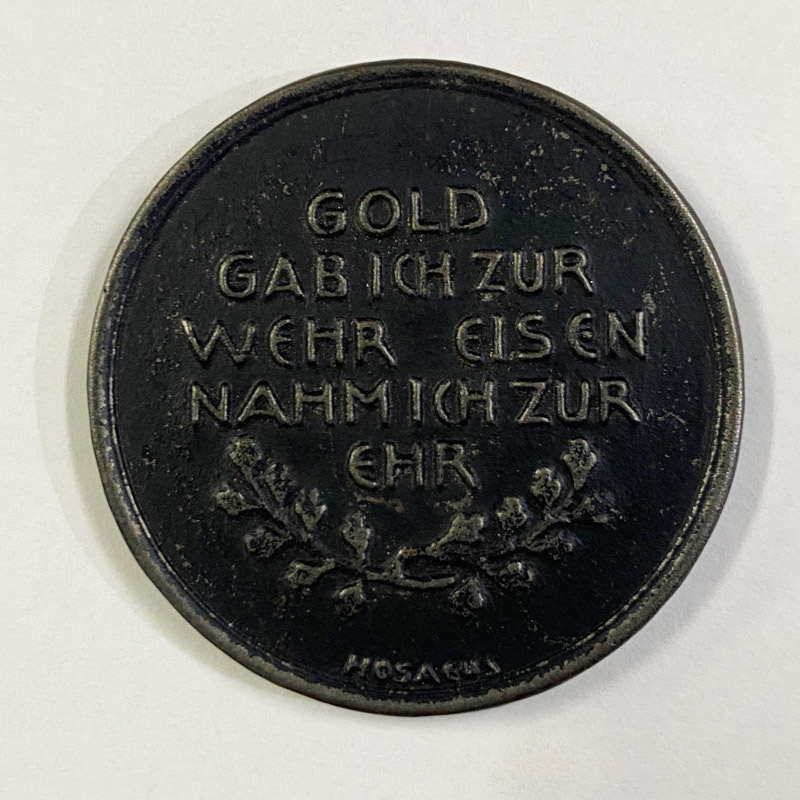 GOLD
GAB ICH ZUR
WEHR EISEN
NAHM ICH ZUR
EHR
HOSAEUS